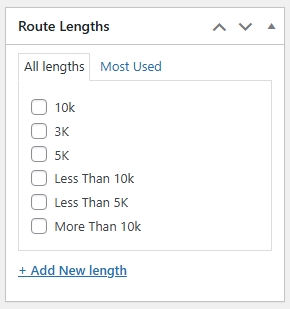 Route Lengths
All lengths Most Used
10k
3K
5K
Less Than 10k
Less Than 5K
More Than 10k
+ Add New length